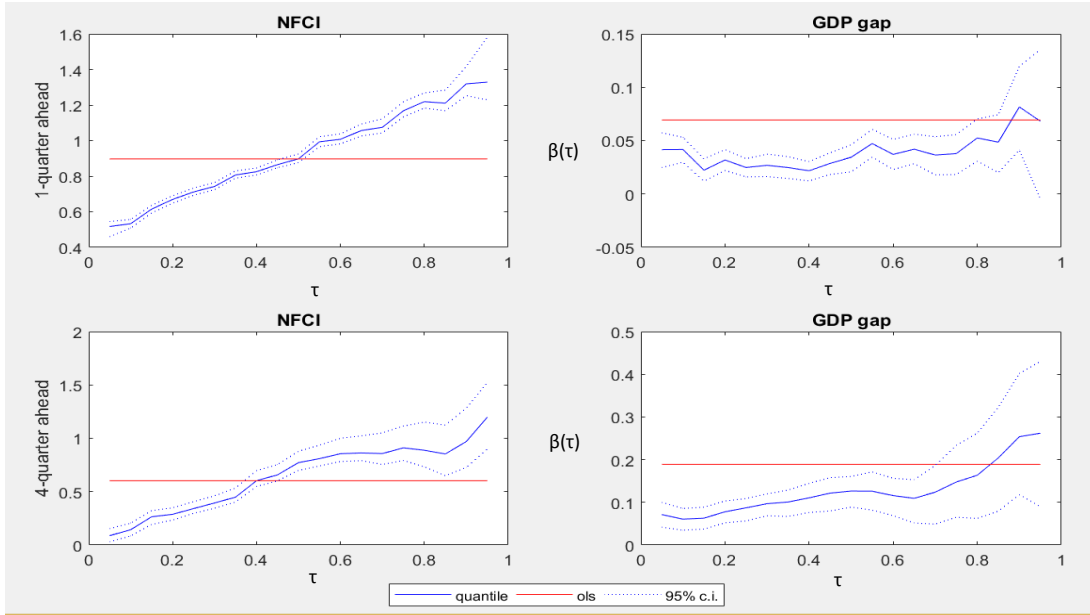 NFCI
1-quarter ahead
1.6
1.4
1.2
1
0.8
0.6
0.4
0 0.2 0.4 0.6 0.8 1
τ
GDP gap
β(τ)
0.15
0.1
0.05
0
-0.05
0 0.2 0.4 0.6 0.8 1
τ
NFCI
4-quarter ahead
2
1.5
1
0.5
0
0 0.2 0.4 0.6 0.8 1
τ
GDP gap
β(τ)
0.5
0.4
0.3
0.2
0.1
0
0 0.2 0.4 0.6 0.8 1
τ
quantile ols 95% c.i.